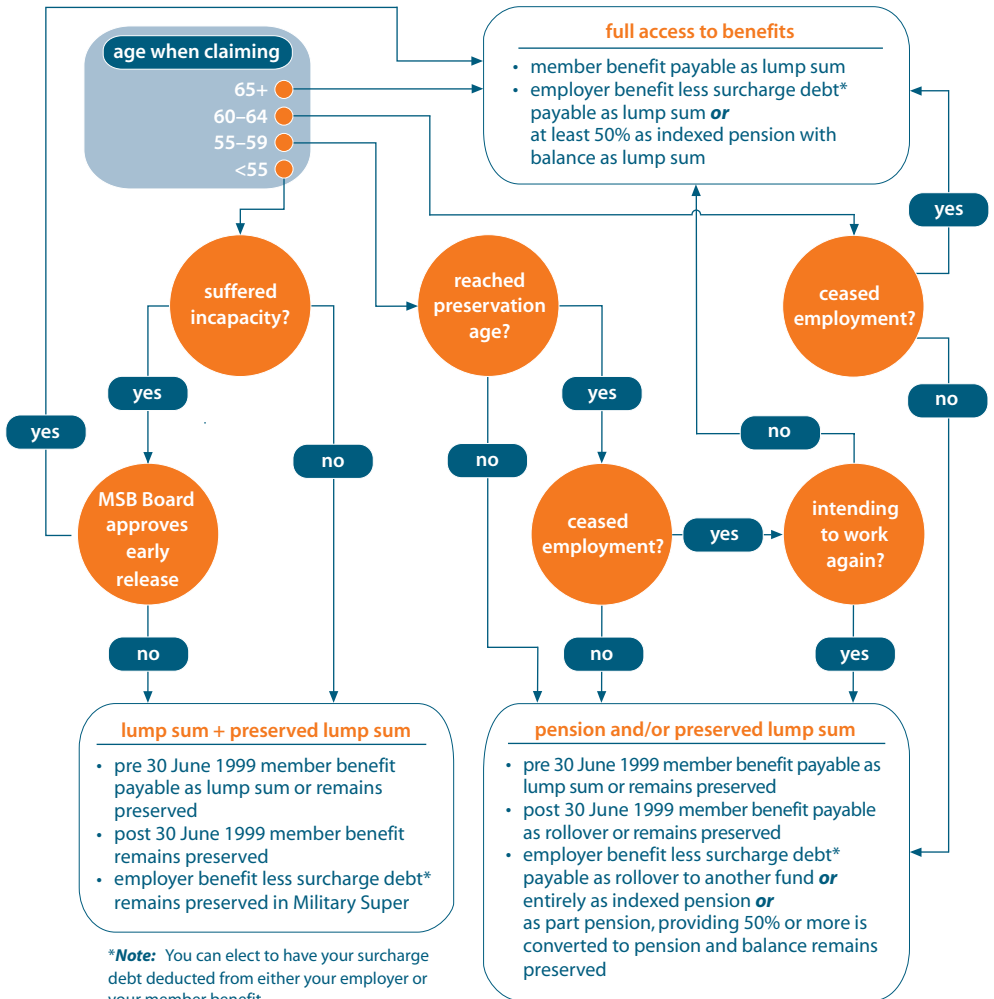 age when claiming
65+
60–64
55–59
<55
full access to benefits
• member benefit payable as lump sum
• employer benefit less surcharge debt*
payable as lump sum or
at least 50% as indexed pension with
balance as lump sum
yes
suffered
incapacity?
reached
preservation
age?
ceased
employment?
yes
yes
no
yes
no
no
no
MSB Board
approves
early
release
ceased
employment?
yes
intending
to work
again?
no
no
yes
lump sum + preserved lump sum
• pre 30 June 1999 member benefit
payable as lump sum or remains
preserved
• post 30 June 1999 member benefit
remains preserved
• employer benefit less surcharge debt*
remains preserved in Military Super
*Note: You can elect to have your surcharge
debt deducted from either your employer or
your member benefit
pension and/or preserved lump sum
• pre 30 June 1999 member benefit payable as
lump sum or remains preserved
• post 30 June 1999 member benefit payable
as rollover or remains preserved
• employer benefit less surcharge debt*
payable as rollover to another fund or
entirely as indexed pension or
as part pension, providing 50% or more is
converted to pension and balance remains
preserved